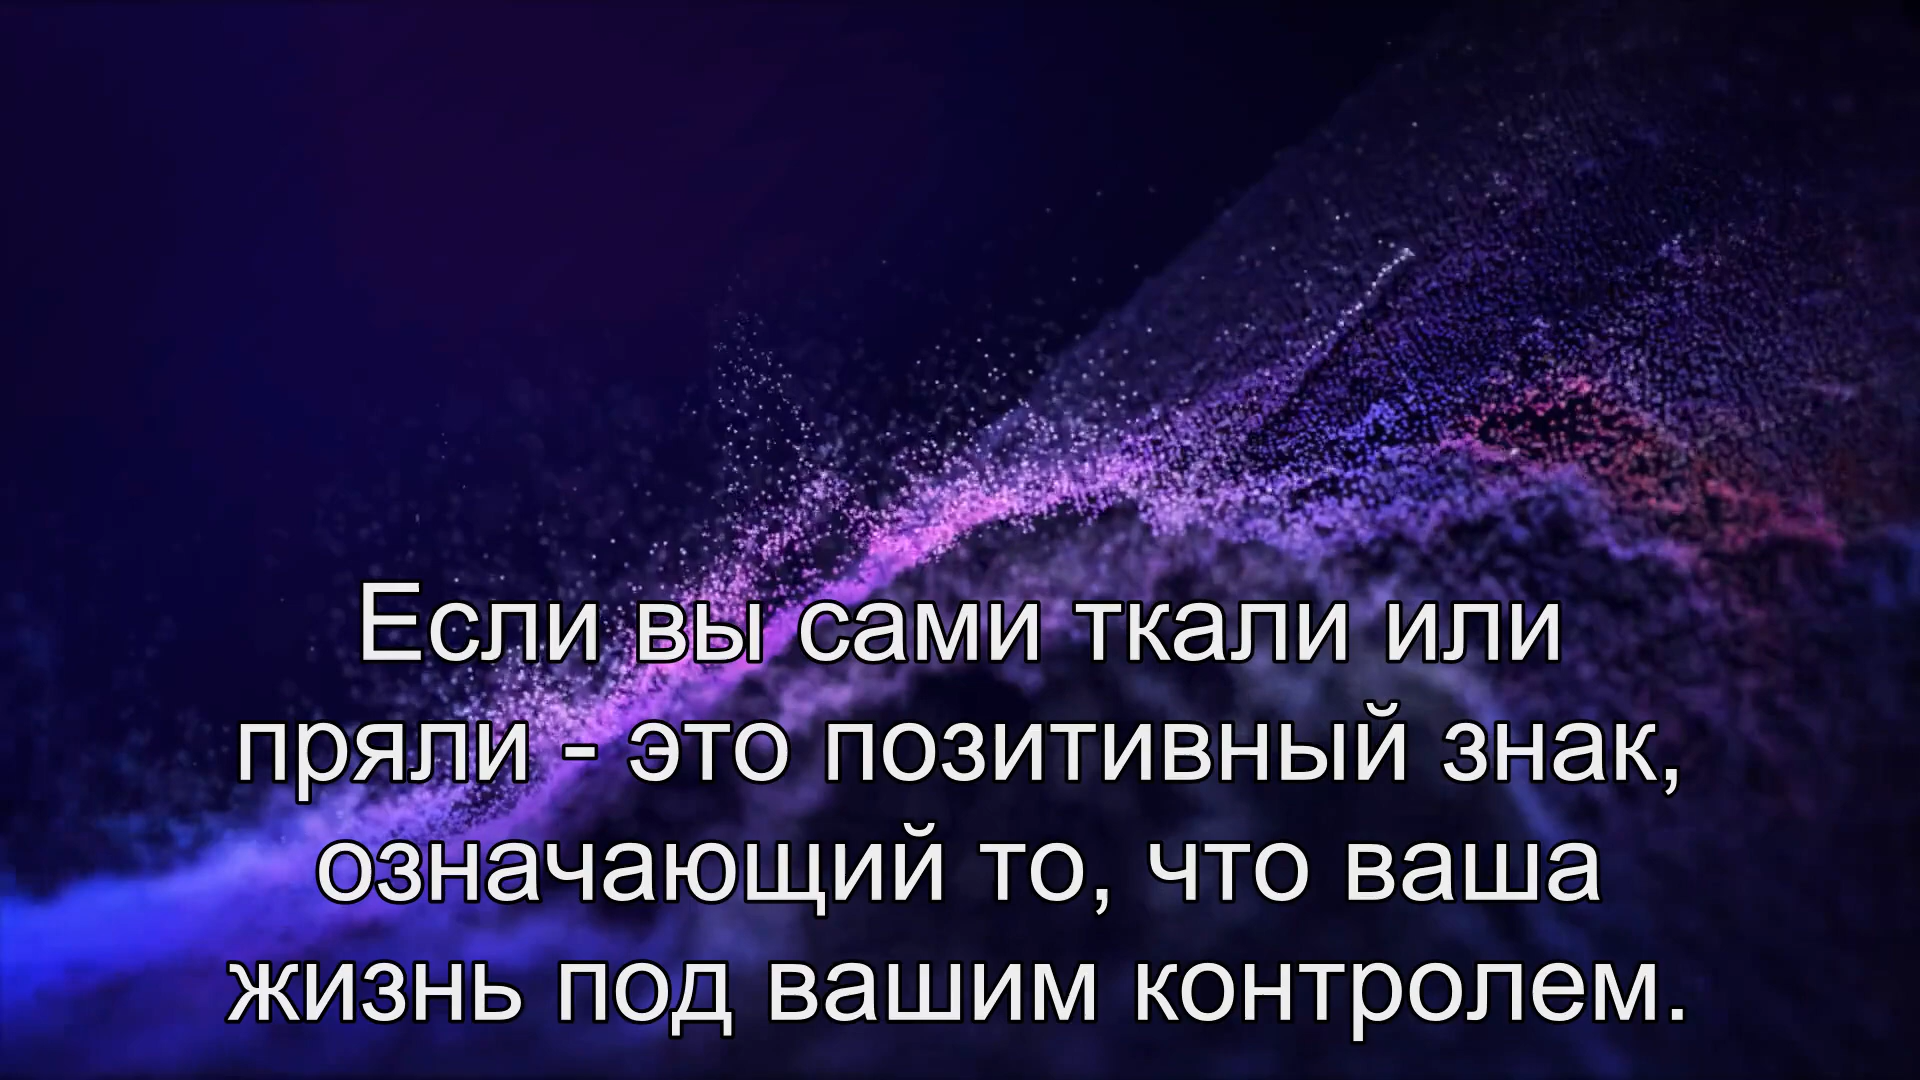 Если вы сами ткали или
пряли - это позитивный знак,
означающий то, что ваша
жизнь под вашим контролем.